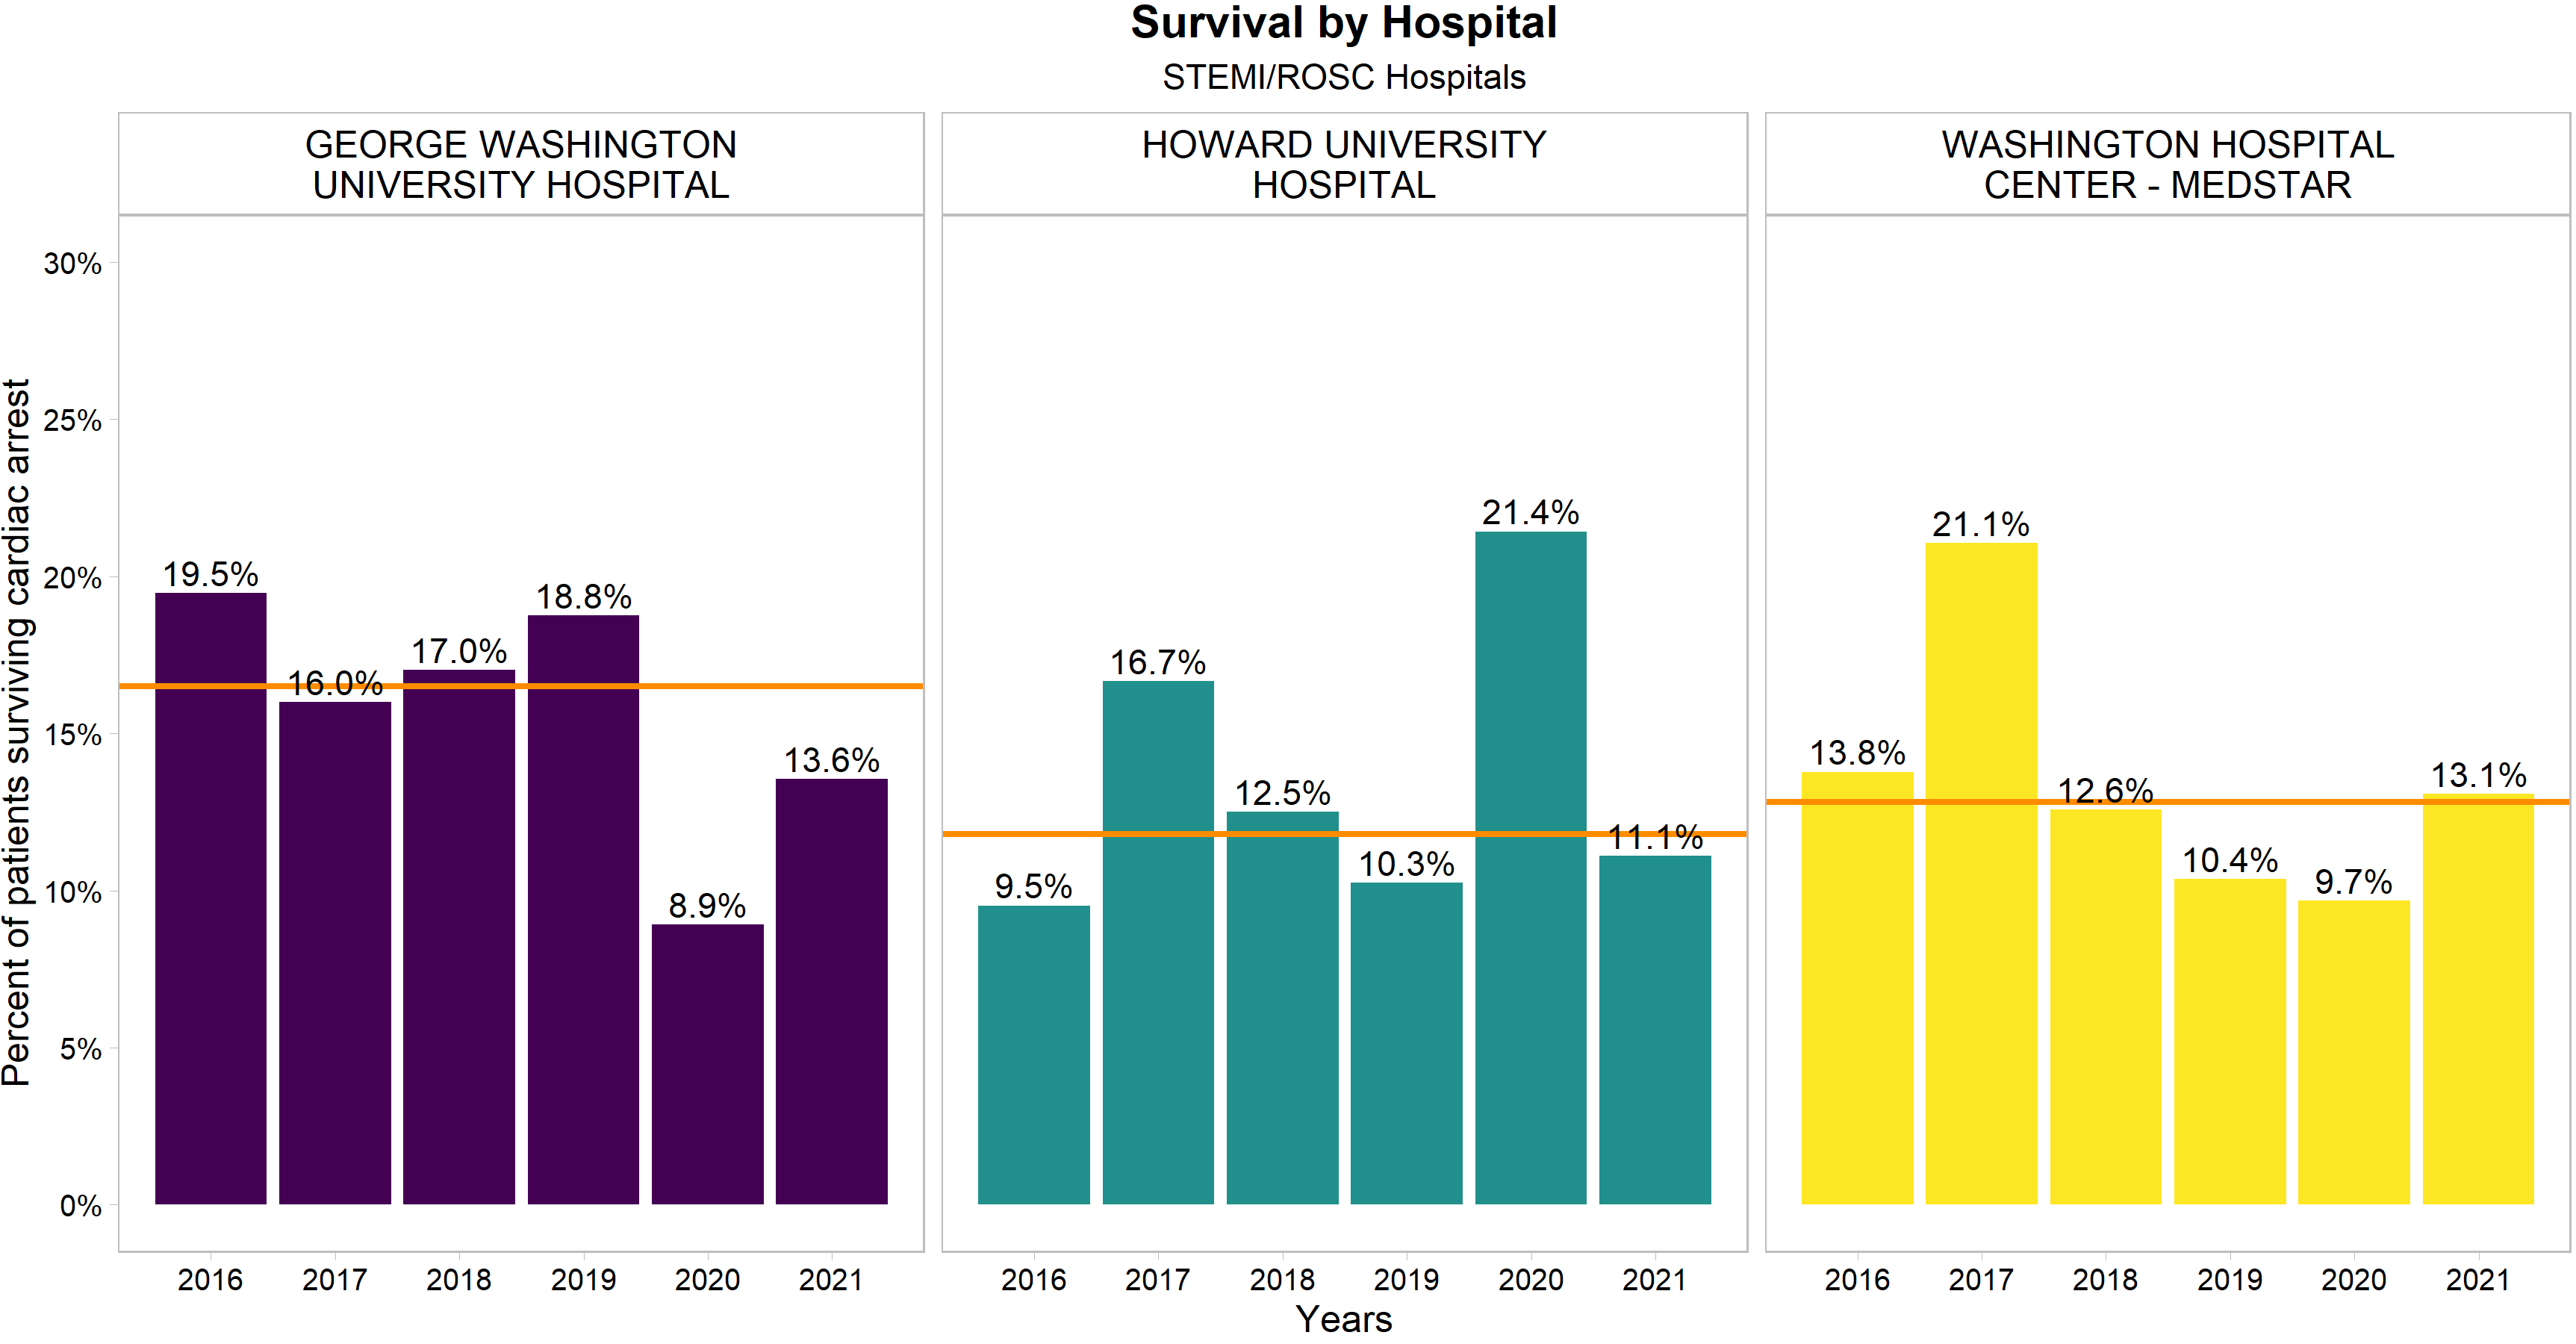 Survival by Hospital
STEMI/ROSC Hospitals
GEORGE WASHINGTON
UNIVERSITY HOSPITAL
HOWARD UNIVERSITY
HOSPITAL
WASHINGTON HOSPITAL
CENTER - MEDSTAR
Percent of patients surviving cardiac arrest
30%
25%
20%
15%
10%
5%
0%
19.5%
16.0%
17.0%
18.8%
8.9%
13.6%
9.5%
16.7%
12.5%
10.3%
21.4%
11.1%
13.8%
21.1%
12.6%
10.4%
9.7%
13.1%
2016 2017 2018 2019 2020 2021
2016 2017 2018 2019 2020 2021
2016 2017 2018 2019 2020 2021
Years